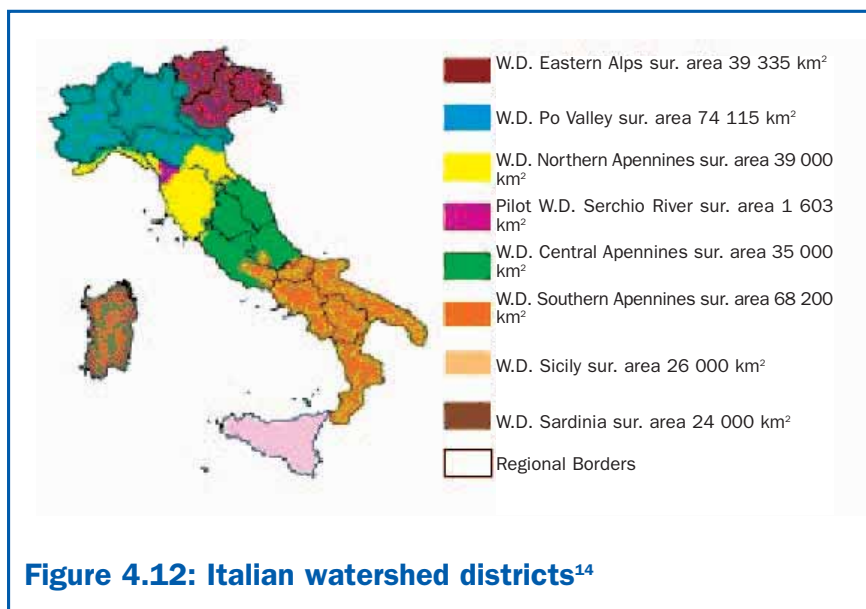 W.D. Eastern Alps sur. area 39 335 km²
W.D. Po Valley sur. area 74 115 km²
W.D. Northern Apennines sur. area 39 000
km²
Pilot W.D. Serchio River sur. area 1 603
km²
W.D. Central Apennines sur. area 35 000
km²
W.D. Southern Apennines sur. area 68 200
km²
W.D. Sicily sur. area 26 000 km²
W.D. Sardinia sur. area 24 000 km²
Regional Borders
Figure 4.12: Italian watershed districts¹⁴